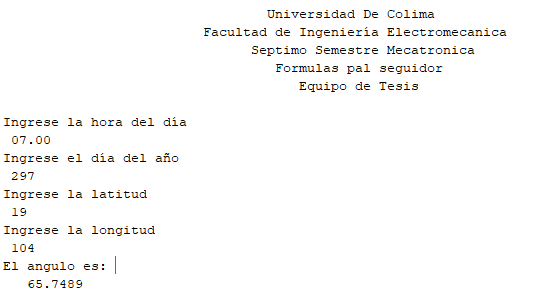 Universidad De Colima
Facultad de Ingeniería Electromecanica
Septimo Semestre Mecatronica
Formulas pal seguidor
Equipo de Tesis
Ingrese la hora del día
07.00
Ingrese el día del año
297
Ingrese la latitud
19
Ingrese la longitud
104
El angulo es:
65.7489